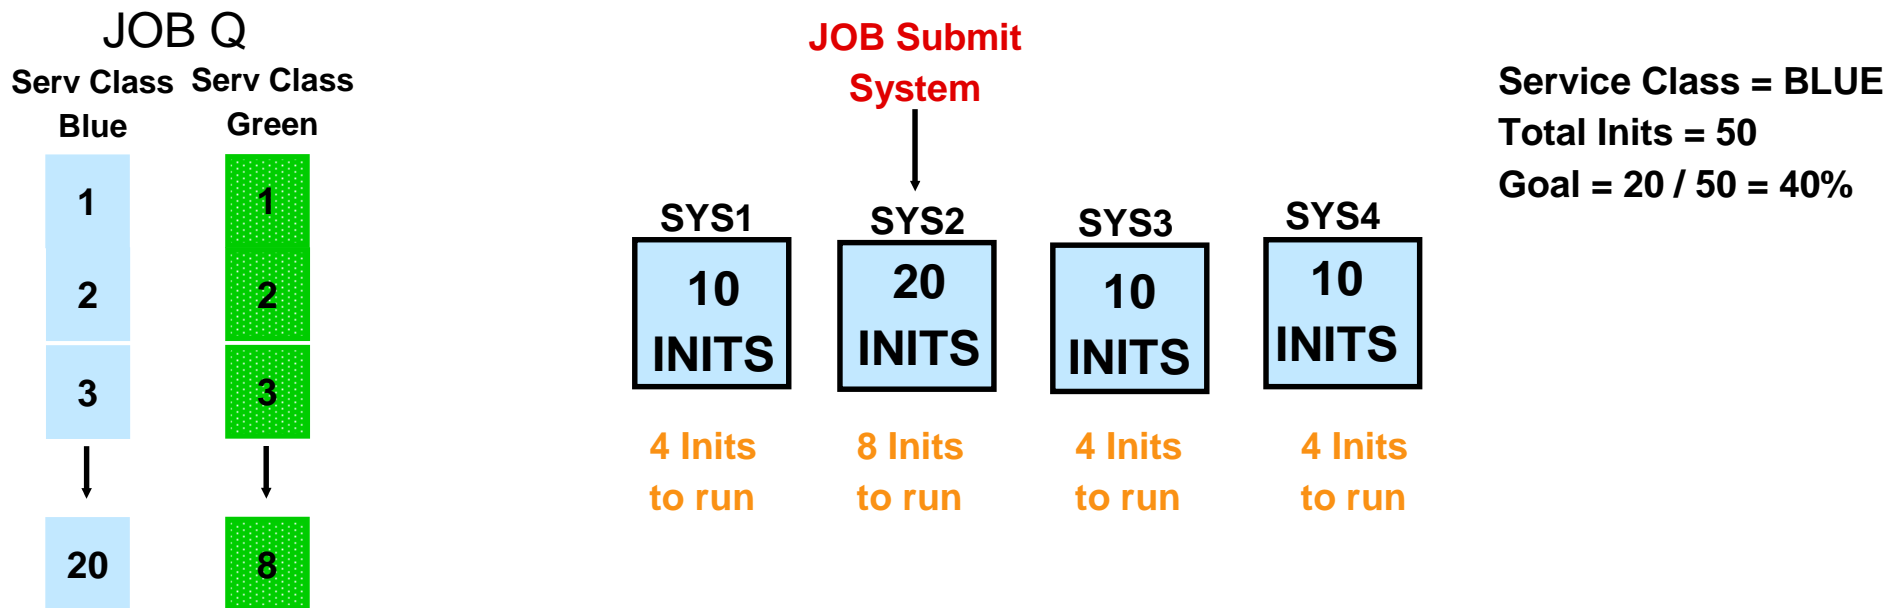 JOB Q
Serv Class
Blue
Serv Class
Green
1
2
3
20
1
2
3
8
JOB Submit
System
SYS1
10
INITS
4 Inits
to run
SYS2
20
INITS
8 Inits
to run
SYS3
10
INITS
4 Inits
to run
SYS4
10
INITS
4 Inits
to run
Service Class = BLUE
Total Inits = 50
Goal = 20 / 50 = 40%